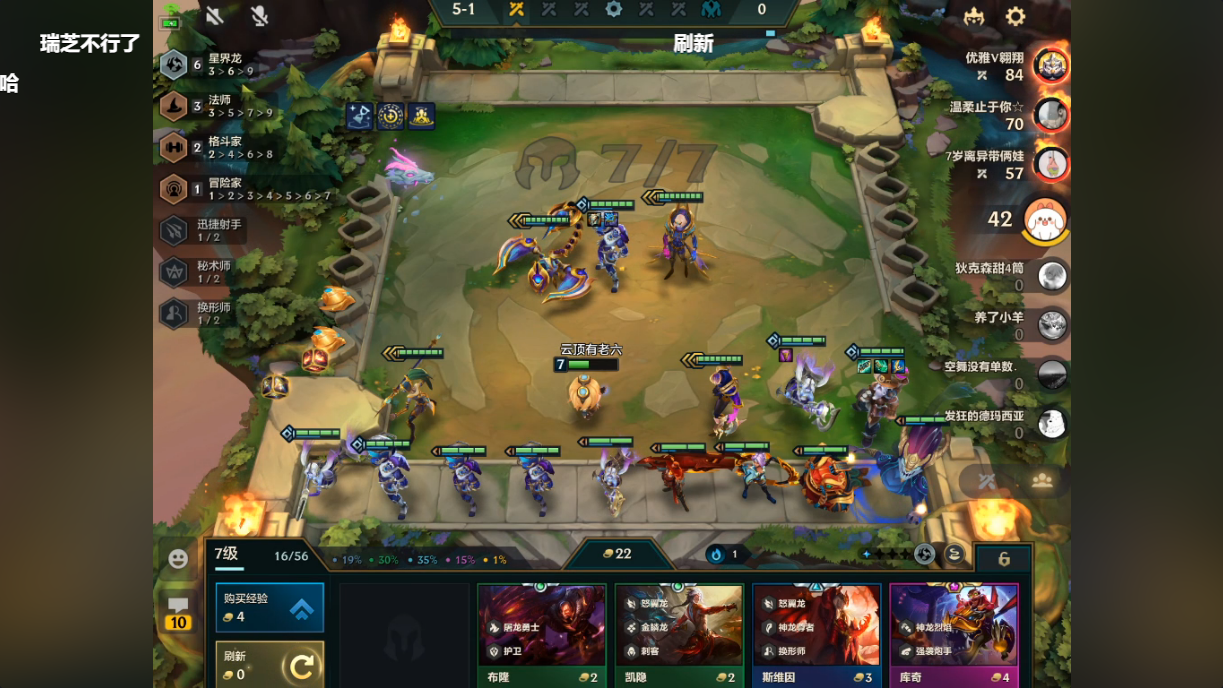 瑞芝不行了
哈
5-1
0
刷新
6
星界龙
3 > 6 > 9
3
法师
3 > 5 > 7 > 9
2
格斗家
2 > 4 > 6 > 8
1
冒险家
1 > 2 > 3 > 4 > 5 > 6 > 7
迅捷射手
1 / 2
秘术师
1 / 2
换形师
1 / 2
7/7
优雅V翱翔
84
温柔止于你☆
70
7岁离异带俩娃
57
42
狄克森甜4筒
0
养了小羊
0
空舞没有单数.
0
发狂的德玛西亚
0
云顶有老六
7
7级
16/56
19%
30%
35%
15%
1%
22
1
6
10
购买经验
4
刷新
0
屠龙勇士
护卫
布隆
2
怒翼龙
金鳞龙
刺客
凯隐
2
怒翼龙
神龙尊者
换形师
斯维因
3
神龙烈焰
强袭炮手
库奇
4